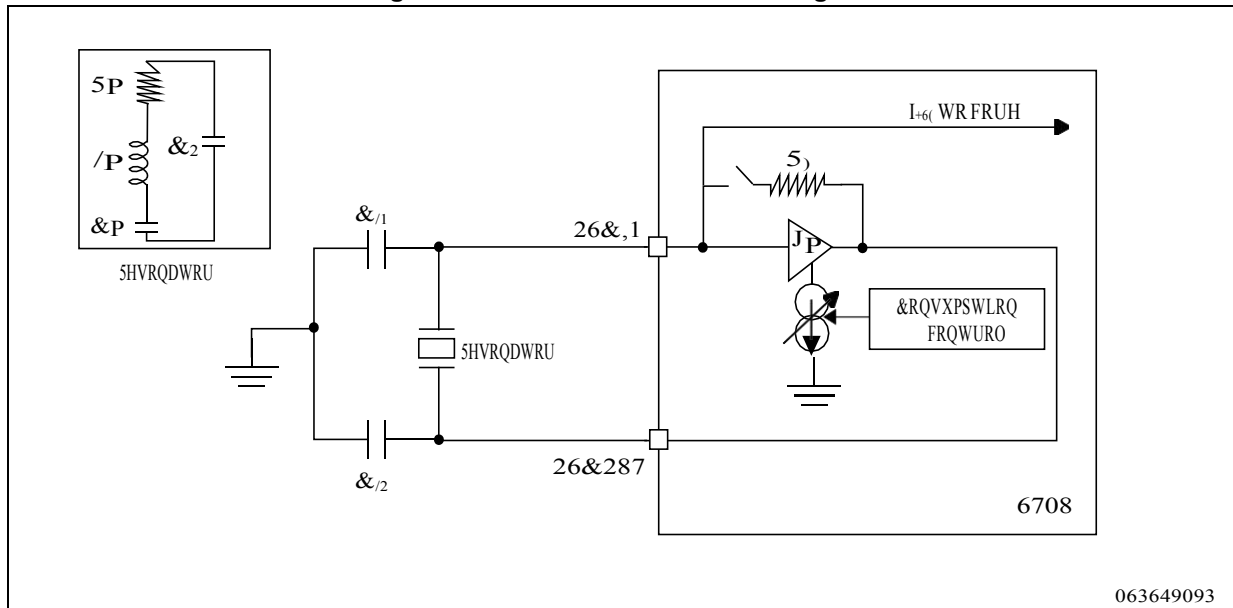 5P
/P
&2
&P
5HVRQDWRU
I+6( WR FRUH
5)
&/1
26&,1
JP
&RQVXPSWLRQ
FRQWURO
5HVRQDWRU
26&287
&/2
6708
063649093